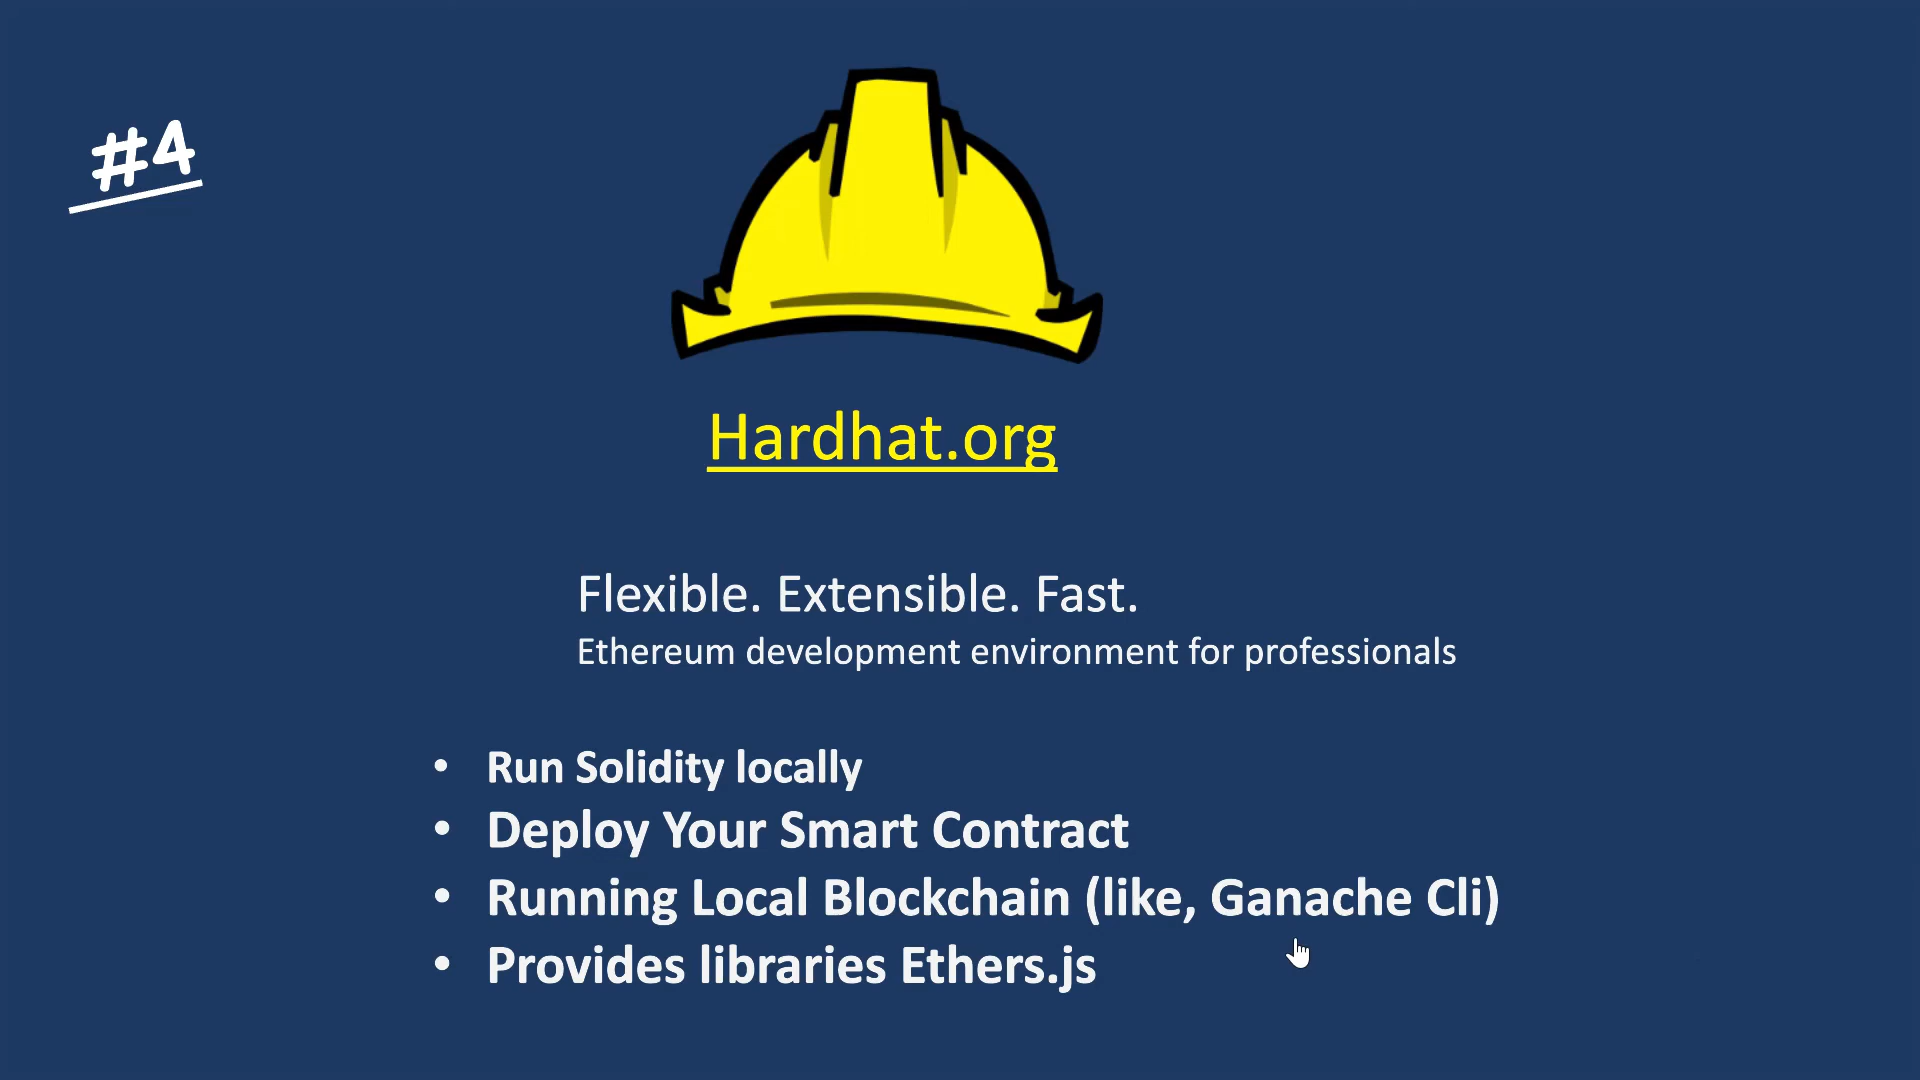 #4
Hardhat.org
Flexible. Extensible. Fast.
Ethereum development environment for professionals
• Run Solidity locally
• Deploy Your Smart Contract
• Running Local Blockchain (like, Ganache Cli)
• Provides libraries Ethers.js